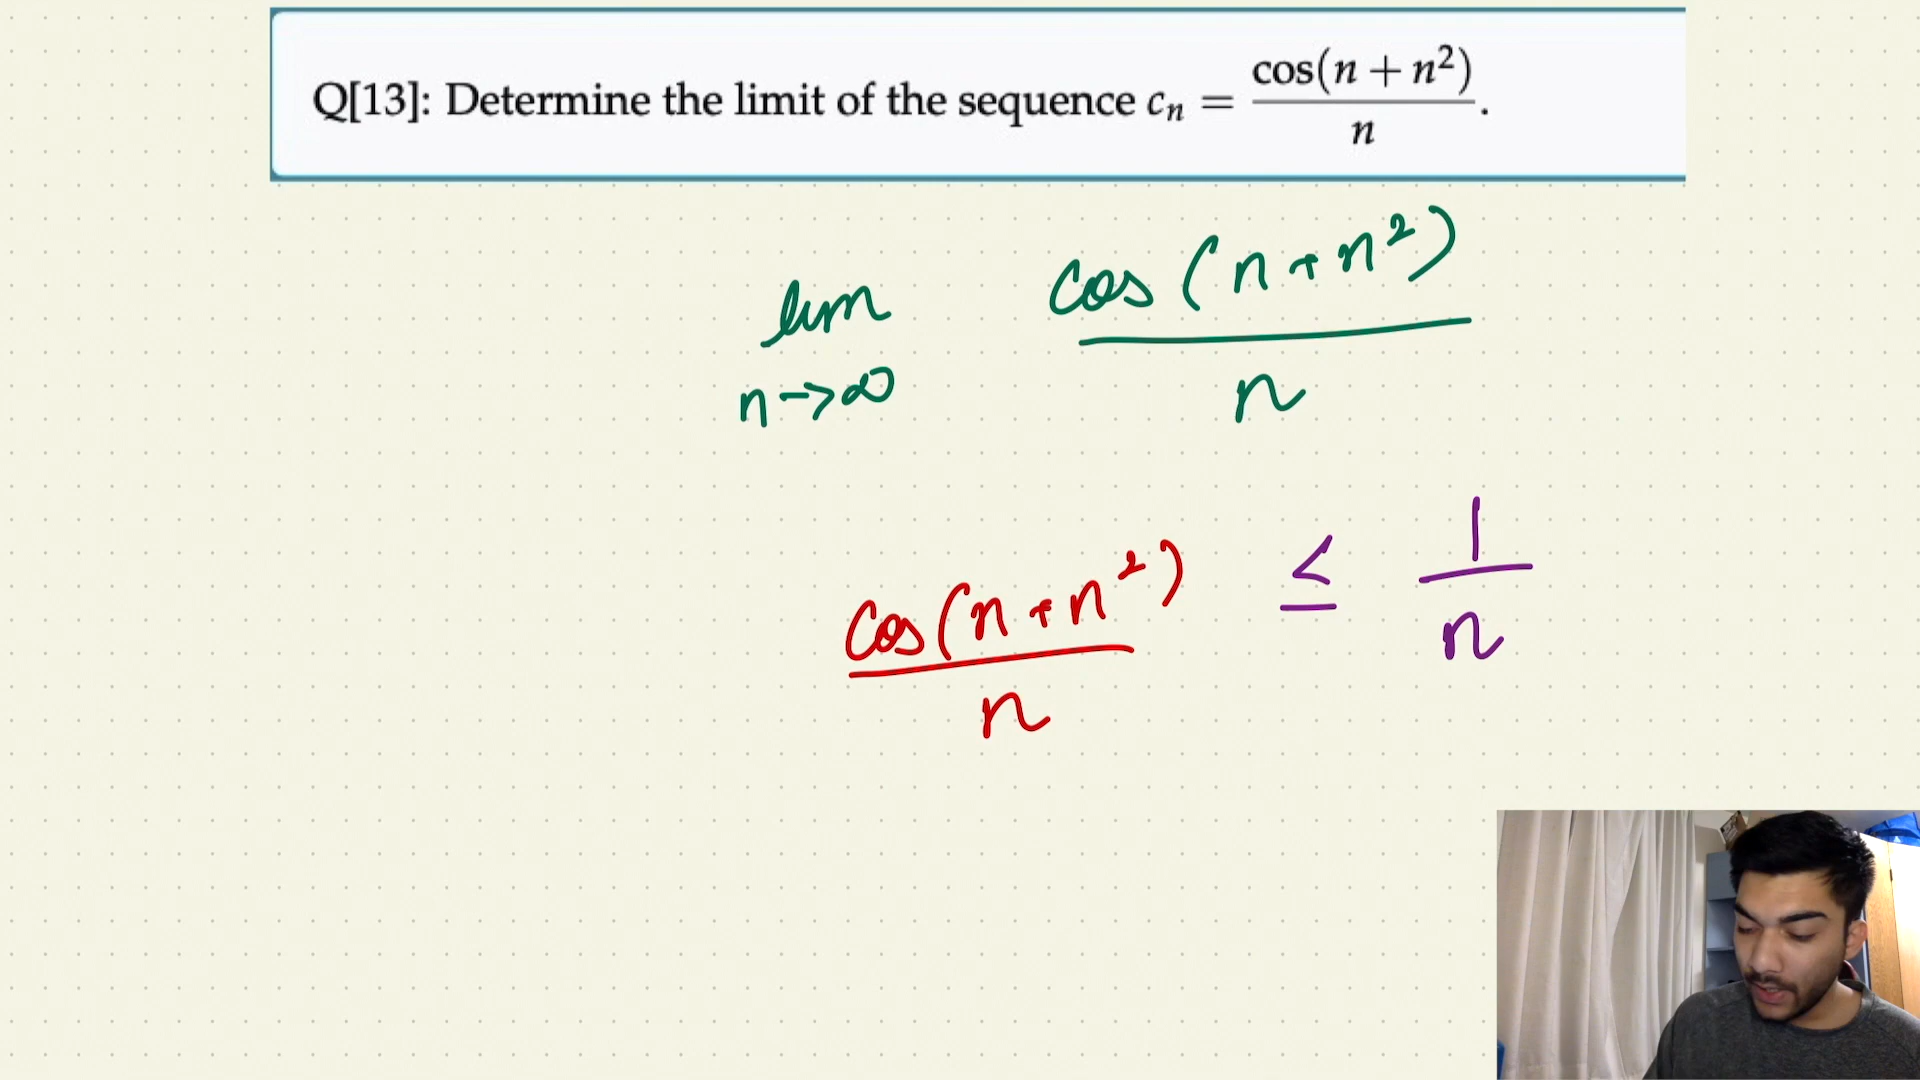 Q[13]: Determine the limit of the sequence cₙ = cos(n + n²) / n.
lim n→∞ cos(n + n²) / n
cos(n + n²) / n ≤ 1 / n